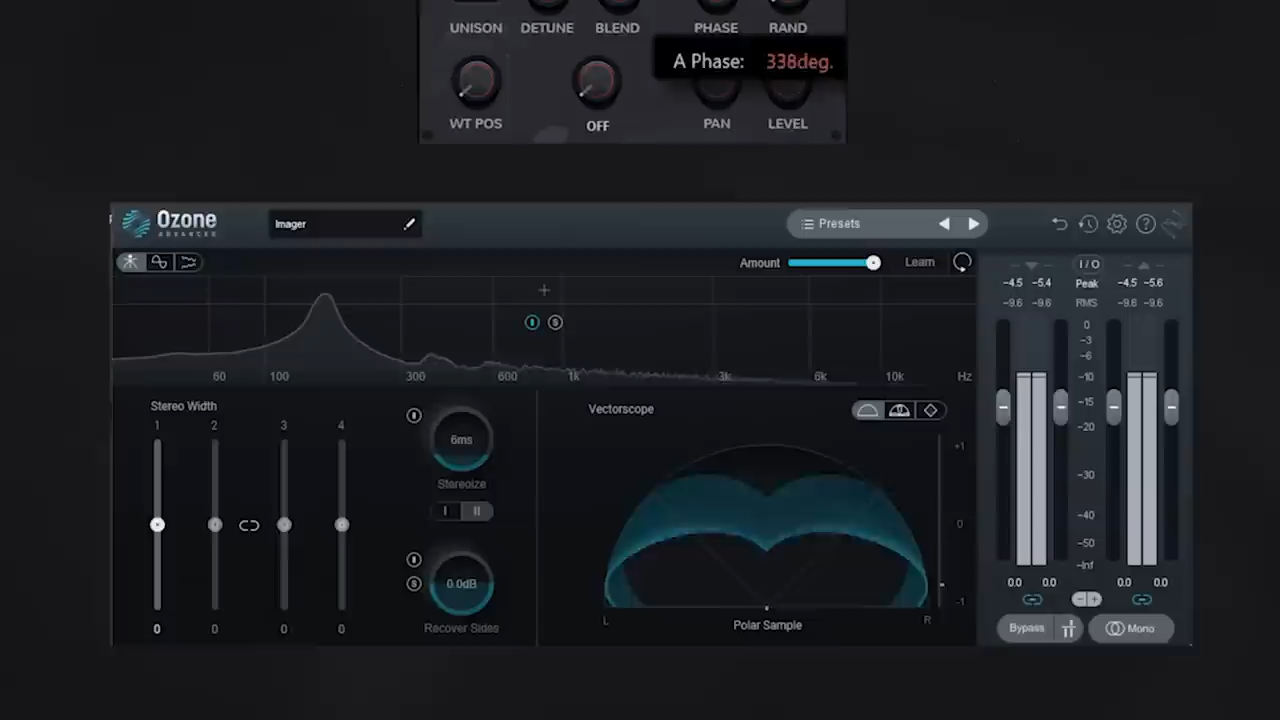 UNISON DETUNE BLEND PHASE RAND
A Phase: 338deg.
WT POS OFF PAN LEVEL
Ozone
ADVANCED
Imager
Presets
Amount Learn
I/O
-4.5 -5.4 Peak -4.5 -5.6
-9.6 -9.6 RMS -9.6 -9.6
60 100 300 600 1k 3k 6k 10k Hz
Stereo Width
1 2 3 4
6ms
Stereoize
I II
0.0dB
Recover Sides
0 0 0 0
Vectorscope
+1
0
-1
L R
Polar Sample
0
-3
-6
-10
-15
-20
-30
-40
-50
-Inf
0.0 0.0 0.0 0.0
Bypass Mono